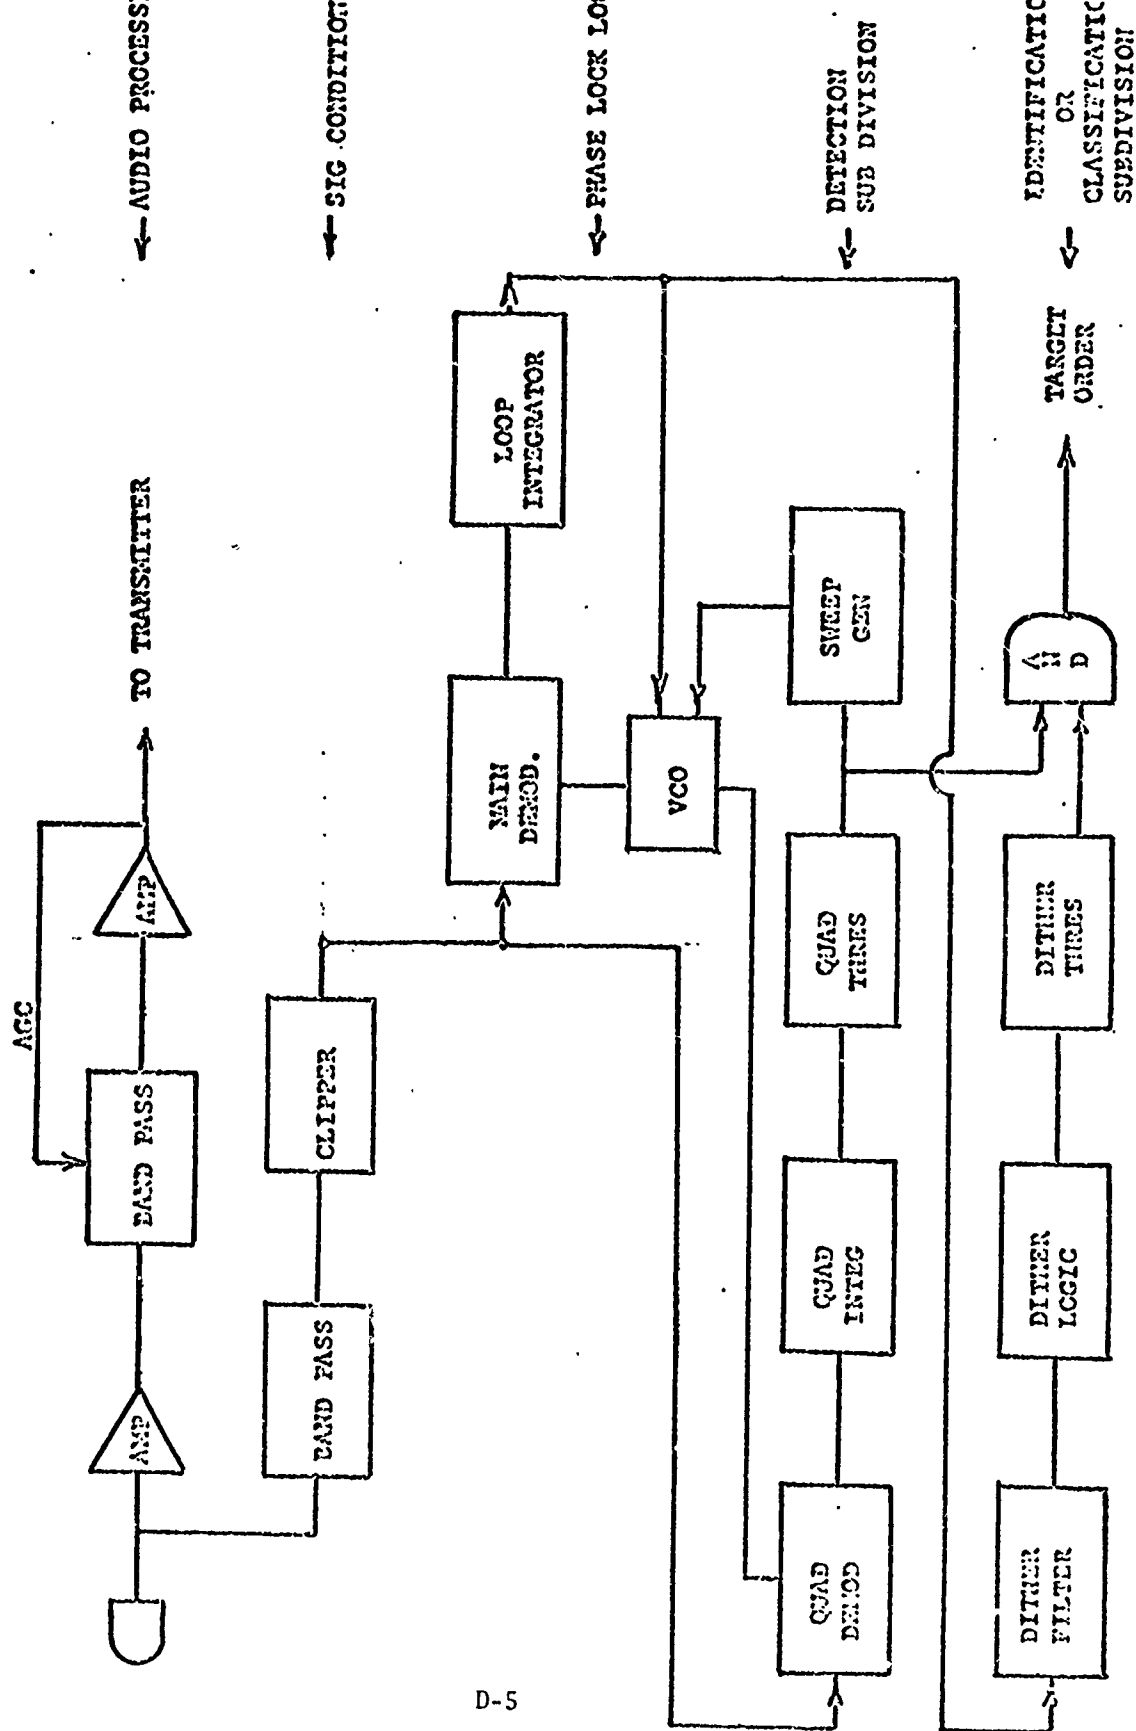 AGC
AMP
BAND PASS
AMP
TO TRANSMITTER
← AUDIO PROCESS
BAND PASS
CLIPPER
← SIG CONDITION
MAIN
DEMOD.
LOOP
INTEGRATOR
← PHASE LOCK
VCO
QUAD
DEMOD
QUAD
INTEG
QUAD
THRES
SWEEP
GEN
← DETECTION
SUB DIVISION
DITHER
FILTER
DITHER
LOGIC
DITHER
THRES
AND
TARGET
ORDER
← IDENTIFICATIO
OR
CLASSIFICATIO
SUBDIVISION
D-5